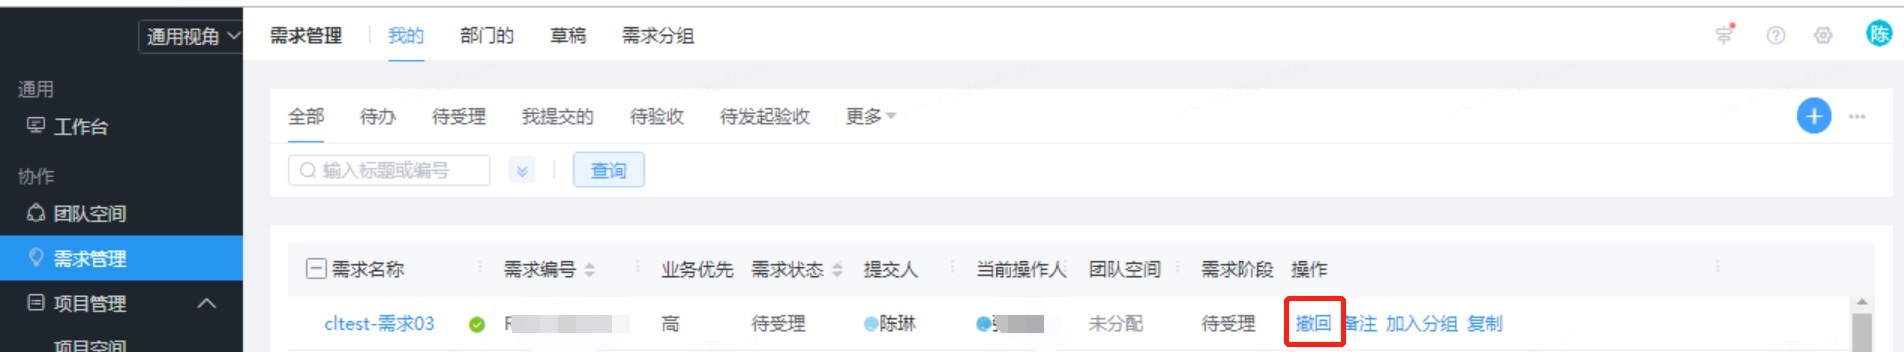 通用视角 需求管理 我的 部门的 草稿 需求分组 陈
通用
工作台
全部 待办 待受理 我提交的 待验收 待发起验收 更多
协作
输入标题或编号 查询
团队空间
需求管理
需求名称 需求编号 业务优先 需求状态 提交人 当前操作人 团队空间 需求阶段 操作
项目管理
cltest-需求03 高 待受理 陈琳 未分配 待受理 撤回 备注 加入分组 复制
项目空间